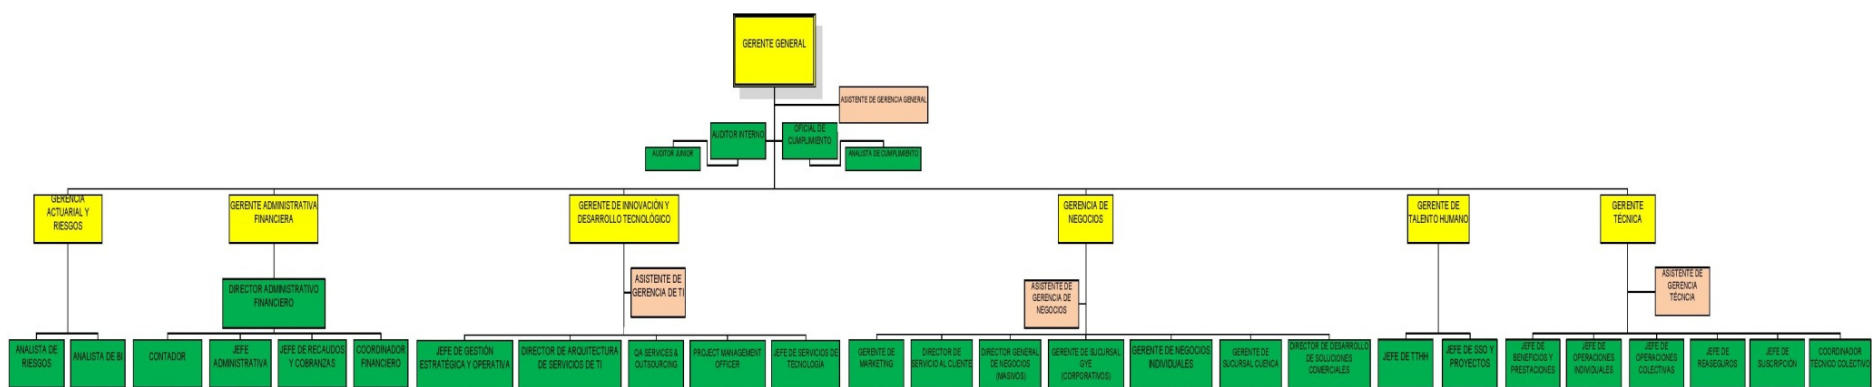 GERENTE GENERAL
ASISTENTE DE GERENCIA GENERAL
AUDITOR INTERNO
OFICIAL DE
CUMPLIMIENTO
AUDITOR JUNIOR
ANALISTA DE CUMPLIMIENTO
GERENCIA
ACTUARIAL Y
RIESGOS
GERENTE ADMINISTRATIVA
FINANCIERA
GERENTE DE INNOVACIÓN Y
DESARROLLO TECNOLÓGICO
GERENCIA DE
NEGOCIOS
GERENTE DE
TALENTO HUMANO
GERENTE
TÉCNICA
DIRECTOR ADMINISTRATIVO
FINANCIERO
ASISTENTE DE
GERENCIA DE TI
ASISTENTE DE
GERENCIA DE
NEGOCIOS
ASISTENTE DE
GERENCIA
TÉCNCIA
ANALISTA DE
RIESGOS
ANALISTA DE BI
CONTADOR
JEFE
ADMINISTRATIVA
JEFE DE RECAUDOS
Y COBRANZAS
COORDINADOR
FINANCIERO
JEFE DE GESTIÓN
ESTRATÉGICA Y OPERATIVA
DIRECTOR DE ARQUITECTURA
DE SERVICIOS DE TI
QA SERVICES &
OUTSOURCING
PROJECT MANAGEMENT
OFFICER
JEFE DE SERVICIOS DE
TECNOLOGÍA
GERENTE DE
MARKETING
DIRECTOR DE
SERVICIO AL CLIENTE
DIRECTOR GENERAL
DE NEGOCIOS
(MASIVOS)
GERENTE DE SUCURSAL
GYE
(CORPORATIVOS)
GERENTE DE NEGOCIOS
INDIVIDUALES
GERENTE DE
SUCURSAL CUENCA
DIRECTOR DE DESARROLLO
DE SOLUCIONES
COMERCIALES
JEFE DE TTHH
JEFE DE SSO Y
PROYECTOS
JEFE DE
BENEFICIOS Y
PRESTACIONES
JEFE DE
OPERACIONES
INDIVIDUALES
JEFE DE
OPERACIONES
COLECTIVAS
JEFE DE
REASEGUROS
JEFE DE
SUSCRIPCIÓN
COORDINADOR
TÉCNICO COLECTIVO